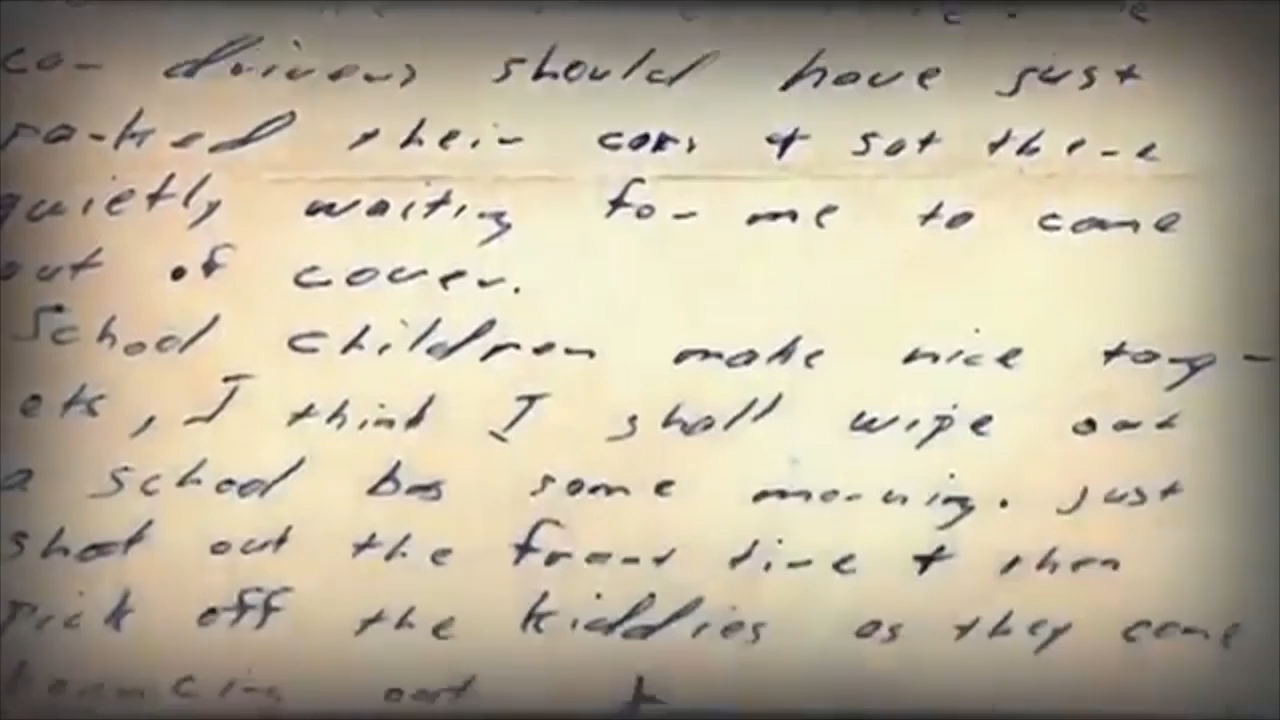 car drivers should have just
parked their cars & sat there
quietly waiting for me to come
out of cover.
School children make nice targ-
ets, I think I shall wipe out
a school bus some morning. Just
shoot out the front tire & then
pick off the kiddies as they come
bouncing out